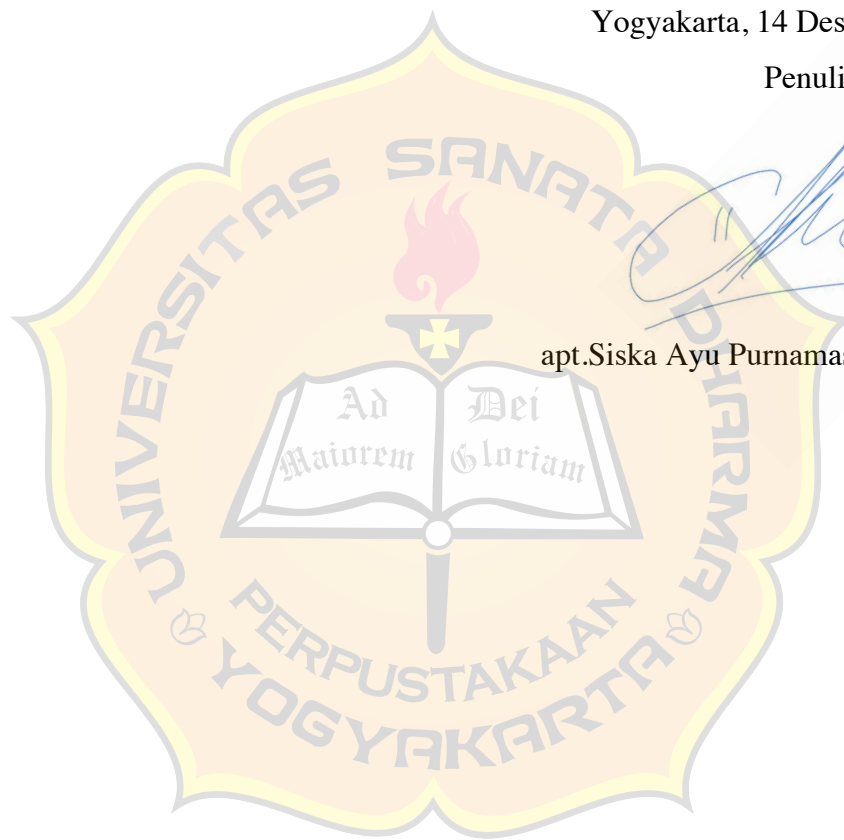 Yogyakarta, 14 Des
Penuli
apt.Siska Ayu Purnamas
UNIVERSITAS SANATA DHARMA
Ad Dei
Maiorem Gloriam
PERPUSTAKAAN
YOGYAKARTA